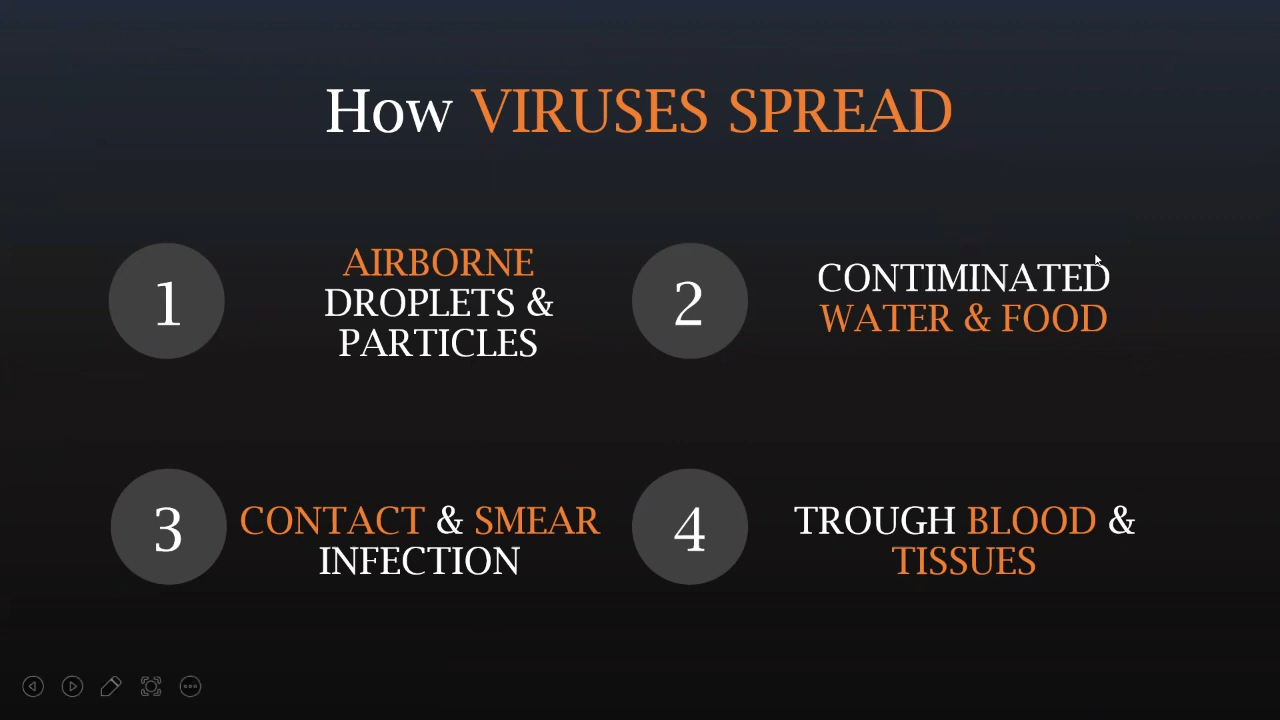 How VIRUSES SPREAD
1
AIRBORNE
DROPLETS &
PARTICLES
2
CONTIMINATED
WATER & FOOD
3
CONTACT & SMEAR
INFECTION
4
TROUGH BLOOD &
TISSUES